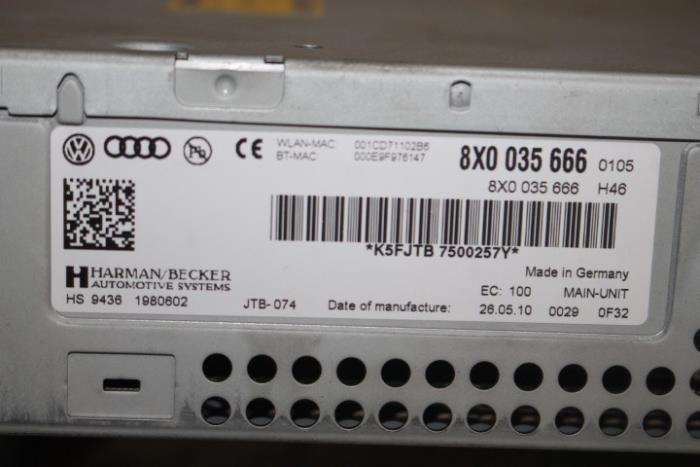 WLAN-MAC: 001CD71102B6
BT-MAC: 000E9F976147
8X0 035 666 0105
8X0 035 666 H46
*K5FJTB 7500257Y*
HARMAN/BECKER
AUTOMOTIVE SYSTEMS
Made in Germany
EC: 100 MAIN-UNIT
HS 9436 1980602 JTB-074 Date of manufacture: 26.05.10 0029 0F32